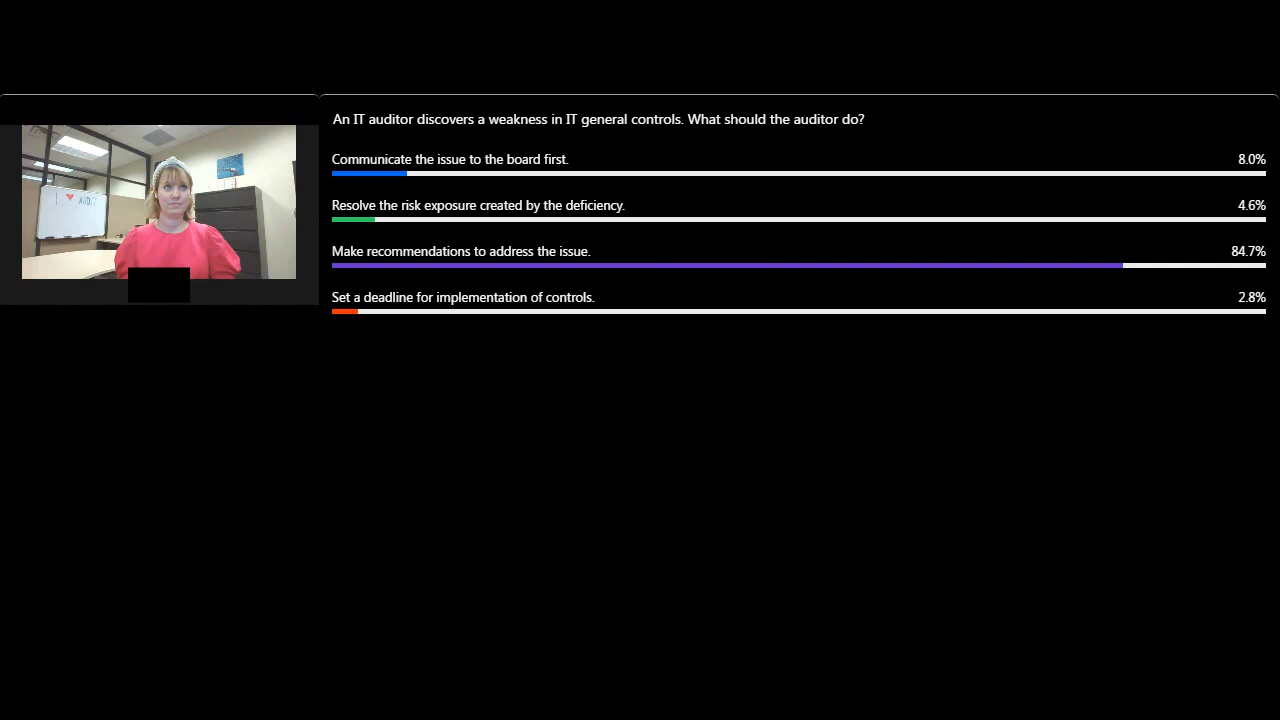 An IT auditor discovers a weakness in IT general controls. What should the auditor do?
Communicate the issue to the board first. 8.0%
Resolve the risk exposure created by the deficiency. 4.6%
Make recommendations to address the issue. 84.7%
Set a deadline for implementation of controls. 2.8%
I ♥ AUDIT